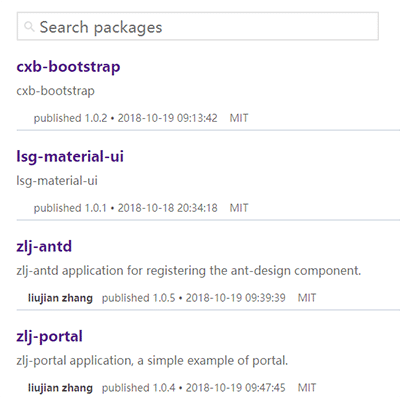 Search packages
cxb-bootstrap
cxb-bootstrap
published 1.0.2 • 2018-10-19 09:13:42 MIT
lsg-material-ui
lsg-material-ui
published 1.0.1 • 2018-10-18 20:34:18 MIT
zlj-antd
zlj-antd application for registering the ant-design component.
liujian zhang published 1.0.5 • 2018-10-19 09:39:39 MIT
zlj-portal
zlj-portal application, a simple example of portal.
liujian zhang published 1.0.4 • 2018-10-19 09:47:45 MIT